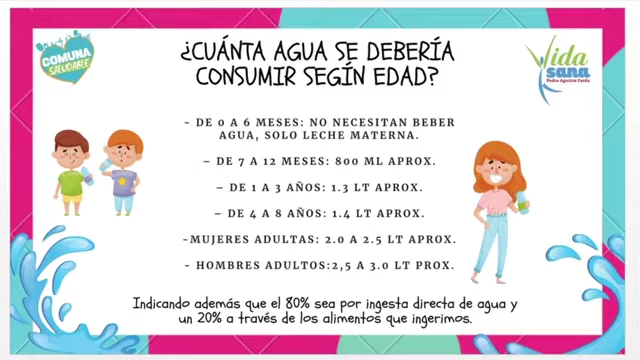 COMUNA
SALUDABLE
¿CUÁNTA AGUA SE DEBERÍA
CONSUMIR SEGÍN EDAD?
Vida
sana
Pedro Aguirre Cerda
- DE 0 A 6 MESES: NO NECESITAN BEBER
AGUA, SOLO LECHE MATERNA.
– DE 7 A 12 MESES: 800 ML APROX.
– DE 1 A 3 AÑOS: 1.3 LT APROX.
– DE 4 A 8 AÑOS: 1.4 LT APROX.
-MUJERES ADULTAS: 2.0 A 2.5 LT APROX.
- HOMBRES ADULTOS:2,5 A 3.0 LT PROX.
Indicando además que el 80% sea por ingesta directa de agua y
un 20% a través de los alimentos que ingerimos.